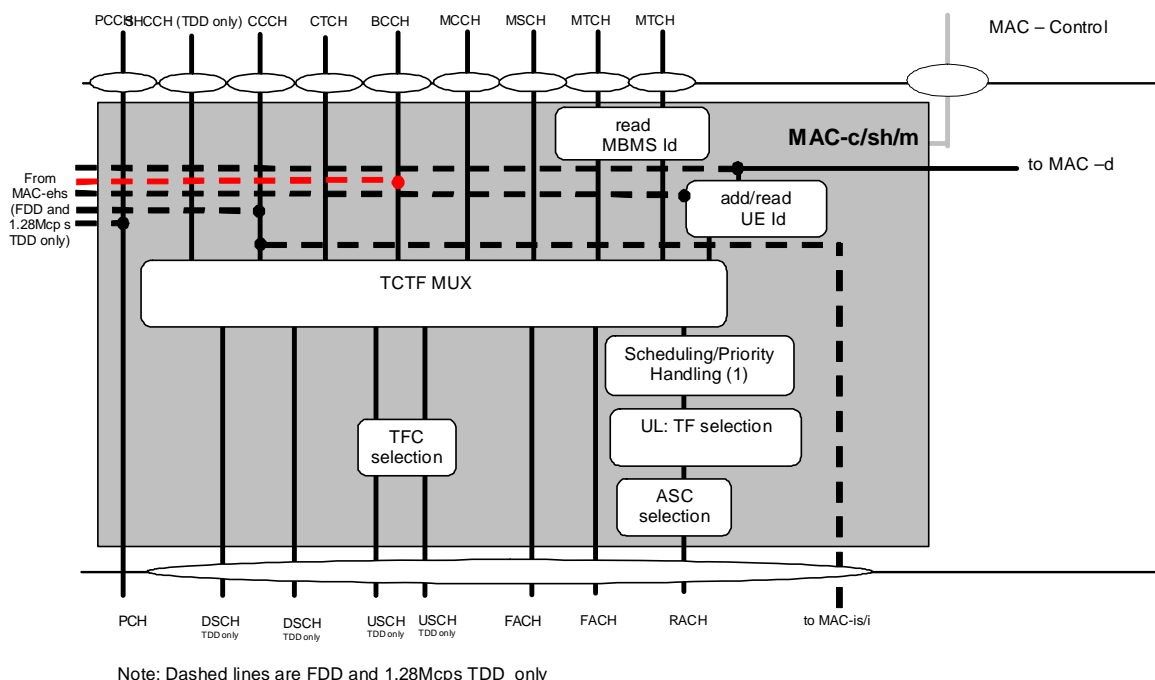 PCCH SHCCH (TDD only) CCCH CTCH BCCH MCCH MSCH MTCH MTCH
MAC – Control
read
MBMS Id
MAC-c/sh/m
to MAC –d
From
MAC-ehs
(FDD and
1.28Mcp s
TDD only)
add/read
UE Id
TCTF MUX
Scheduling/Priority
Handling (1)
UL: TF selection
TFC
selection
ASC
selection
PCH DSCH DSCH USCH USCH FACH FACH RACH to MAC-is/i
TDD only TDD only TDD only TDD only
Note: Dashed lines are FDD and 1.28Mcps TDD only